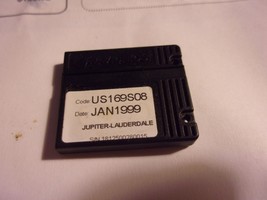 Code: US169S08
Date: JAN1999
JUPITER-LAUDERDALE